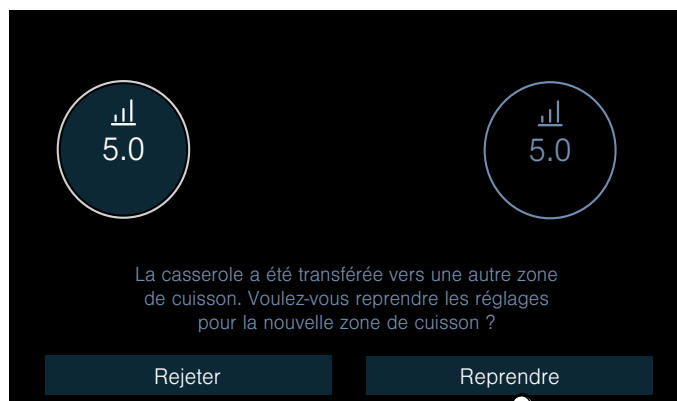 5.0
5.0
La casserole a été transférée vers une autre zone
de cuisson. Voulez-vous reprendre les réglages
pour la nouvelle zone de cuisson ?
Rejeter
Reprendre